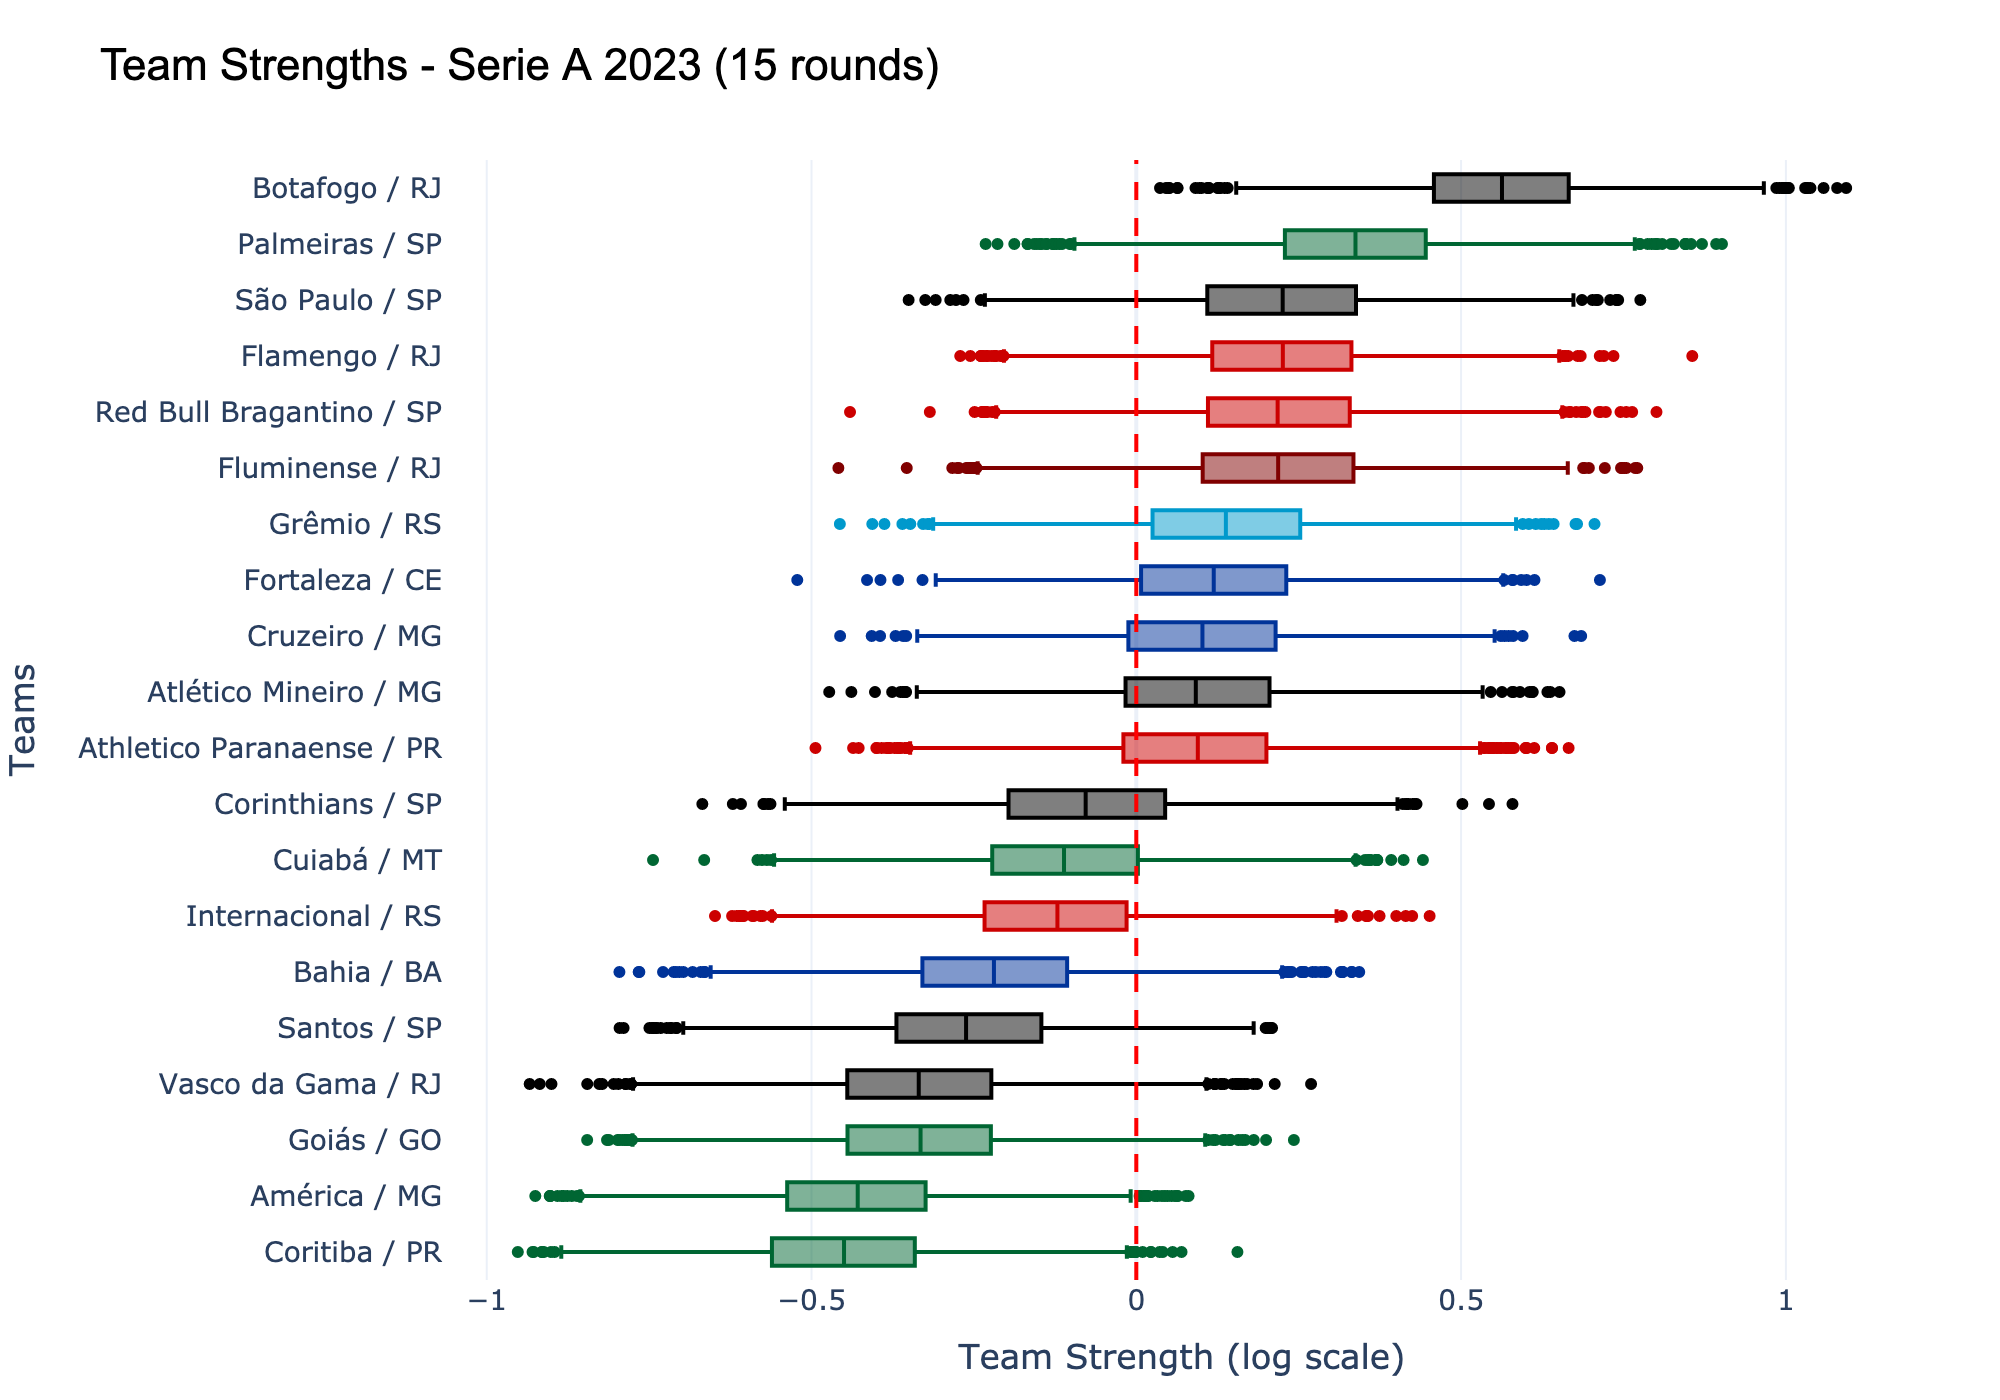 Team Strengths - Serie A 2023 (15 rounds)
Botafogo / RJ
Palmeiras / SP
São Paulo / SP
Flamengo / RJ
Red Bull Bragantino / SP
Fluminense / RJ
Grêmio / RS
Fortaleza / CE
Cruzeiro / MG
Atlético Mineiro / MG
Athletico Paranaense / PR
Corinthians / SP
Cuiabá / MT
Internacional / RS
Bahia / BA
Santos / SP
Vasco da Gama / RJ
Goiás / GO
América / MG
Coritiba / PR
Teams
−1 −0.5 0 0.5 1
Team Strength (log scale)